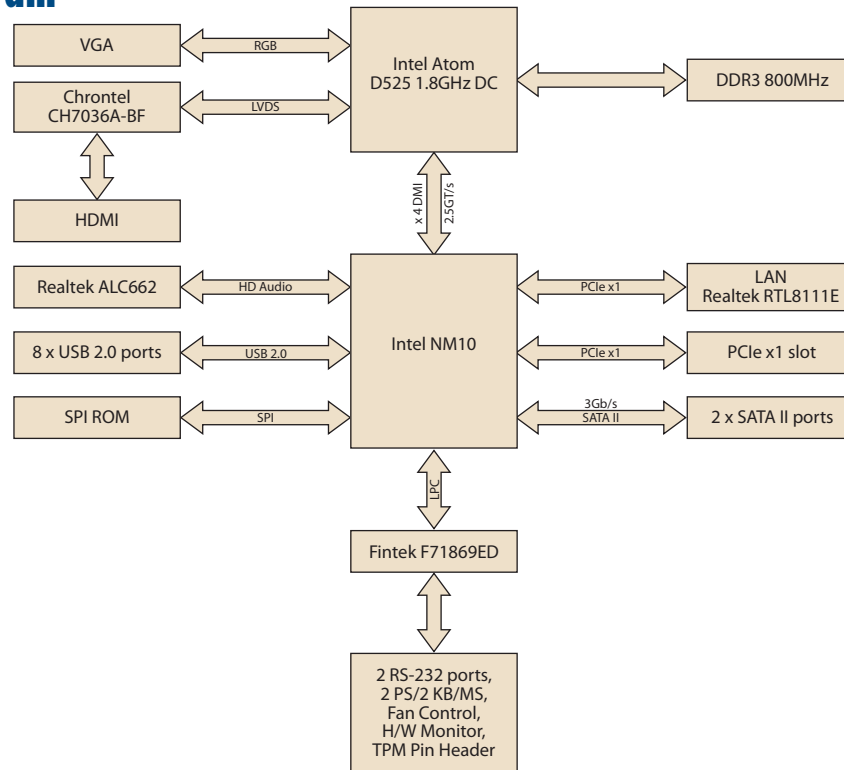 VGA
RGB
Intel Atom
D525 1.8GHz DC
DDR3 800MHz
Chrontel
CH7036A-BF
LVDS
HDMI
x 4 DMI
2.5GT/s
Realtek ALC662
HD Audio
Intel NM10
PCIe x1
LAN
Realtek RTL8111E
8 x USB 2.0 ports
USB 2.0
PCIe x1
PCIe x1 slot
SPI ROM
SPI
3Gb/s
SATA II
2 x SATA II ports
LPC
Fintek F71869ED
2 RS-232 ports,
2 PS/2 KB/MS,
Fan Control,
H/W Monitor,
TPM Pin Header